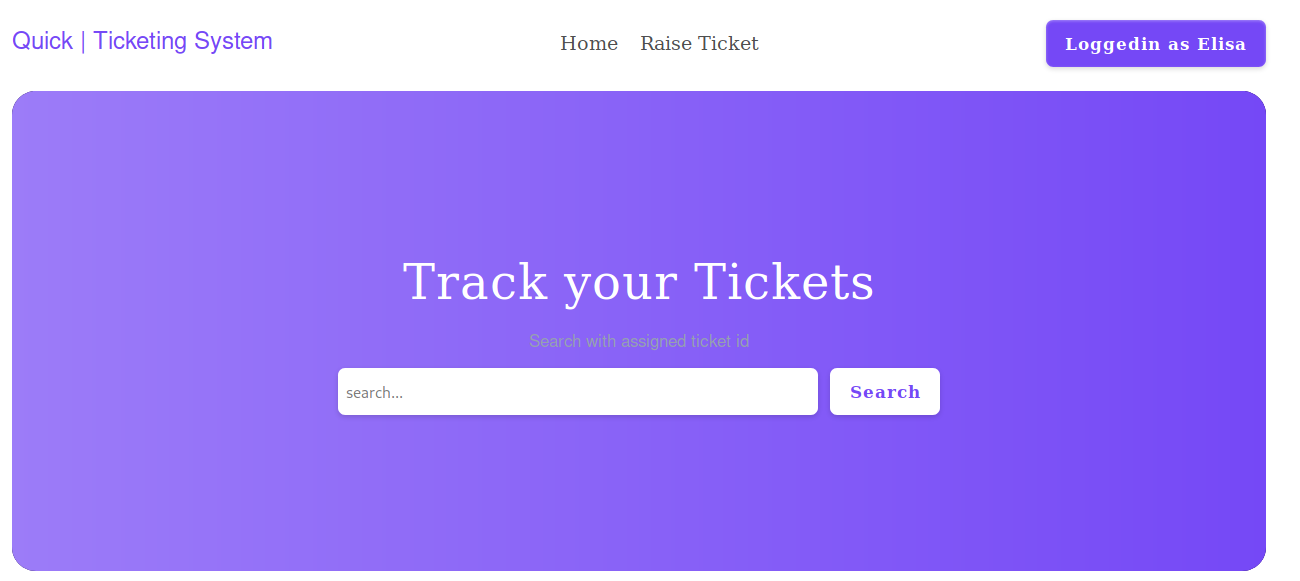 Quick | Ticketing System
Home
Raise Ticket
Loggedin as Elisa
Track your Tickets
Search with assigned ticket id
search...
Search